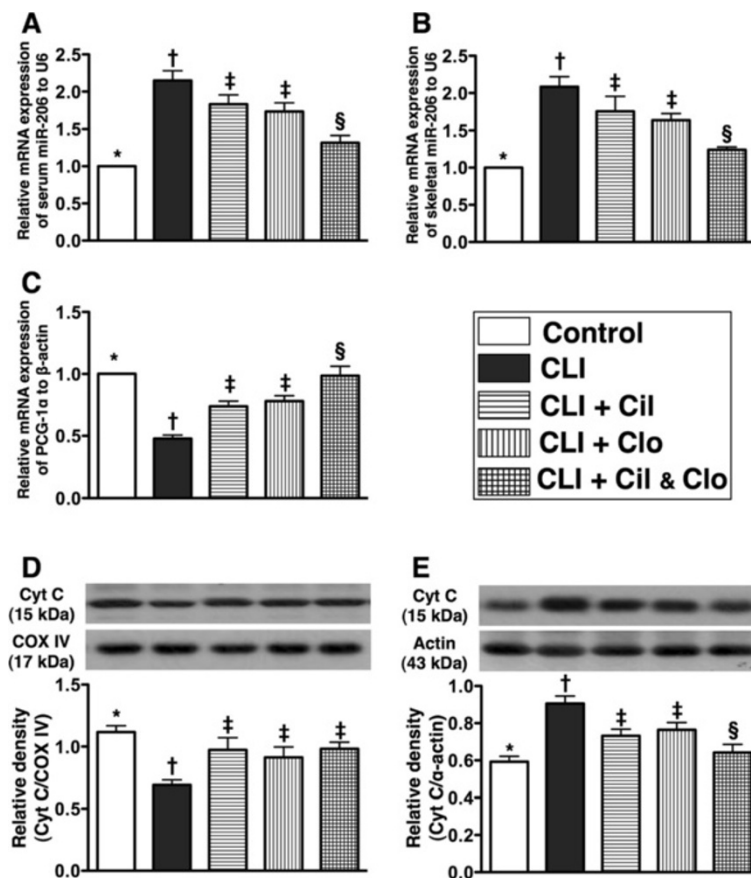 A
Relative mRNA expression
of serum miR-206 to U6
2.5
2.0
1.5
1.0
0.5
0.0
*
†
‡
‡
§
B
Relative mRNA expression
of skeletal miR-206 to U6
2.5
2.0
1.5
1.0
0.5
0.0
*
†
‡
‡
§
C
Relative mRNA expression
of PCG-1α to β-actin
1.5
1.0
0.5
0.0
*
†
‡
‡
§
Control
CLI
CLI + Cil
CLI + Clo
CLI + Cil & Clo
D
Cyt C
(15 kDa)
COX IV
(17 kDa)
Relative density
(Cyt C/COX IV)
1.5
1.0
0.5
0.0
*
†
‡
‡
‡
E
Cyt C
(15 kDa)
Actin
(43 kDa)
Relative density
(Cyt C/α-actin)
1.0
0.8
0.6
0.4
0.2
0.0
*
†
‡
‡
§